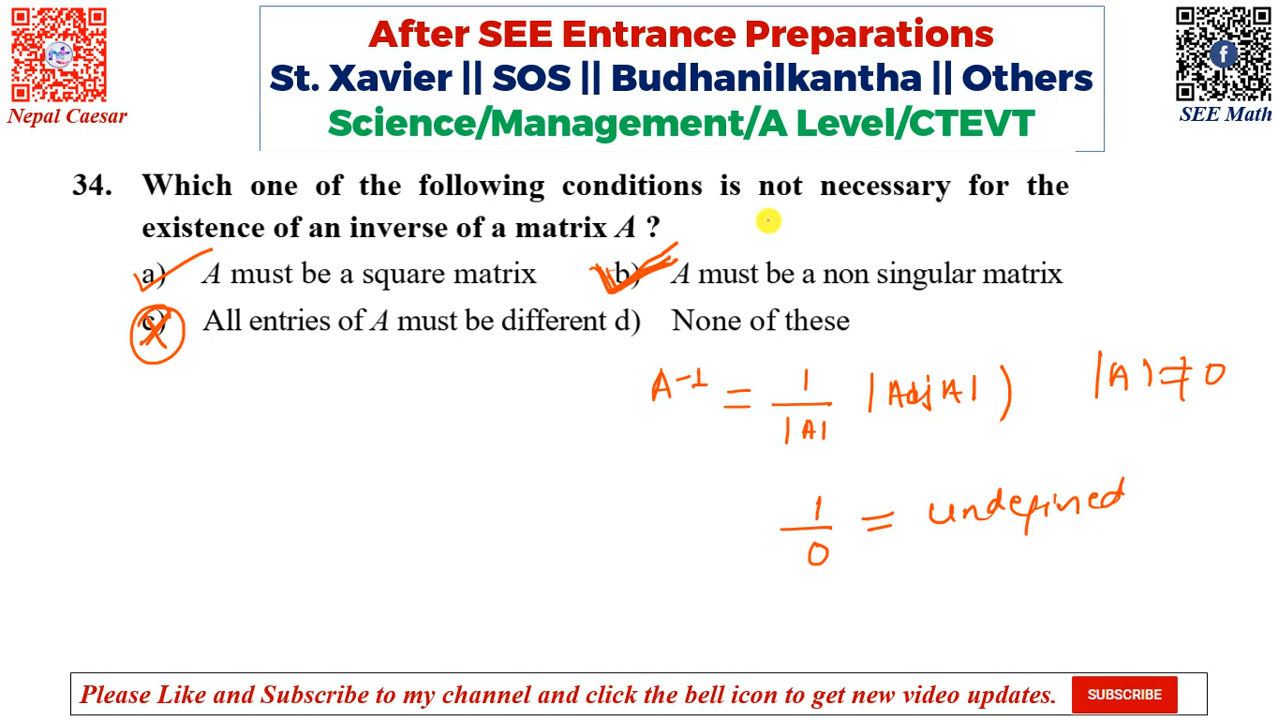 After SEE Entrance Preparations
St. Xavier || SOS || Budhanilkantha || Others
Science/Management/A Level/CTEVT
Nepal Caesar
SEE Math
34. Which one of the following conditions is not necessary for the
existence of an inverse of a matrix A ?
a) A must be a square matrix b) A must be a non singular matrix
c) All entries of A must be different d) None of these
A⁻¹ = 1/|A| |Adj A| ) |A| ≠ 0
1/0 = undefined
Please Like and Subscribe to my channel and click the bell icon to get new video updates. SUBSCRIBE